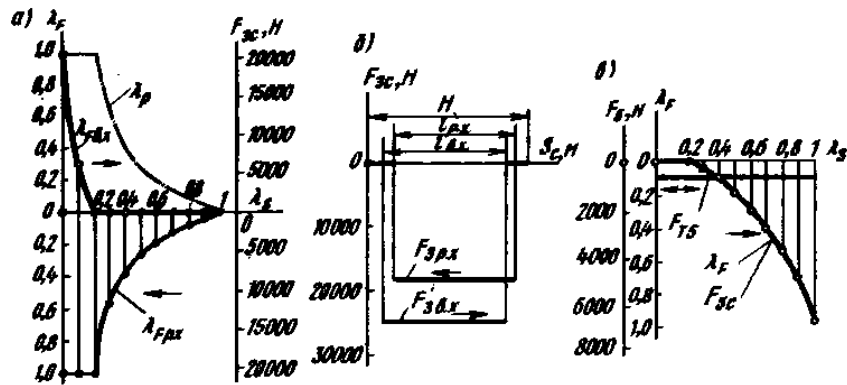 а) λF
Fзс, Н
1,0
0,8
0,6
0,4
0,2
0
0,2
0,4
0,6
0,8
1,0
λp
λFвх
0,2 0,4 0,6 0,8 1 λs
λFрх
20000
15000
10000
5000
0
5000
10000
15000
20000
б)
Fзс, Н
H
lр.х
lв.х
Sс, м
0
10000
20000
30000
Fзрх
Fзв.х
в)
Fб, Н λF
0 0
0,2 0,4 0,6 0,8 1 λs
2000
4000
6000
8000
0,2
0,4
0,6
0,8
1,0
FТБ
λF
Fзс